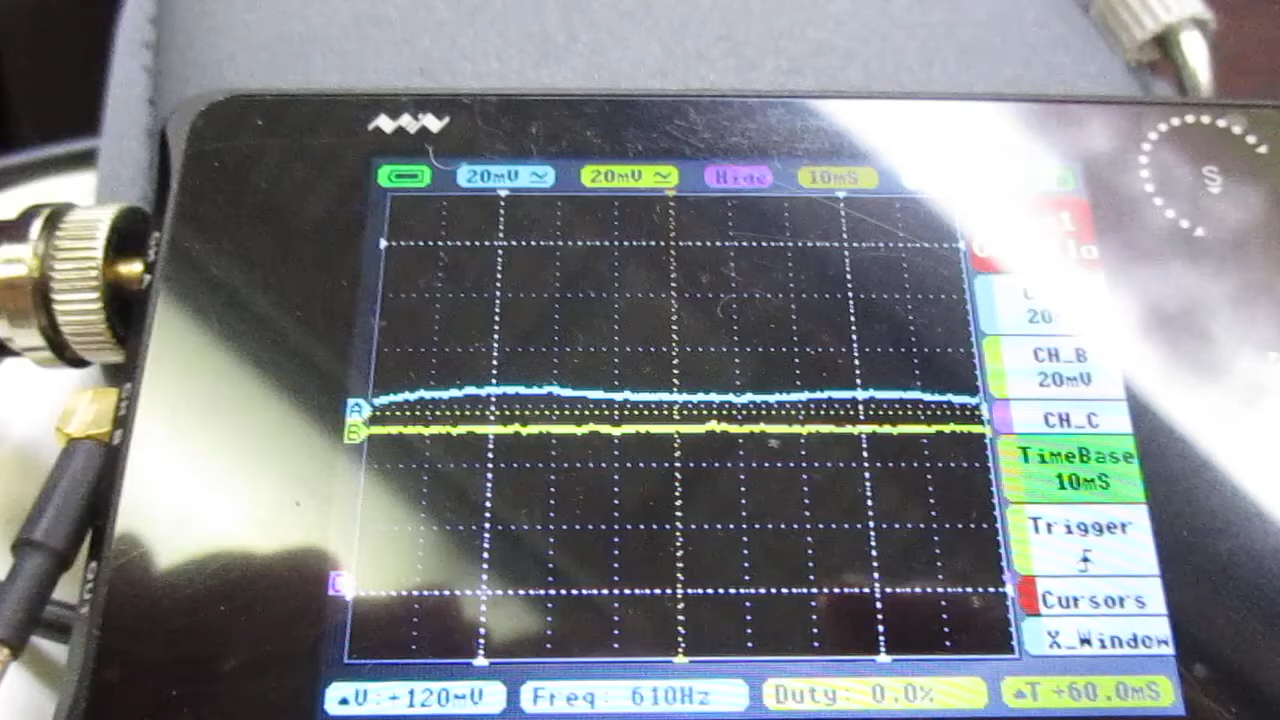 20mV
20mV
Hide
10mS
S
20
CH_B
20mV
CH_C
TimeBase
10mS
Trigger
Cursors
X_Window
A
B
C
▲V:+120mV
Freq: 610Hz
Duty: 0.0%
▲T +60.0mS